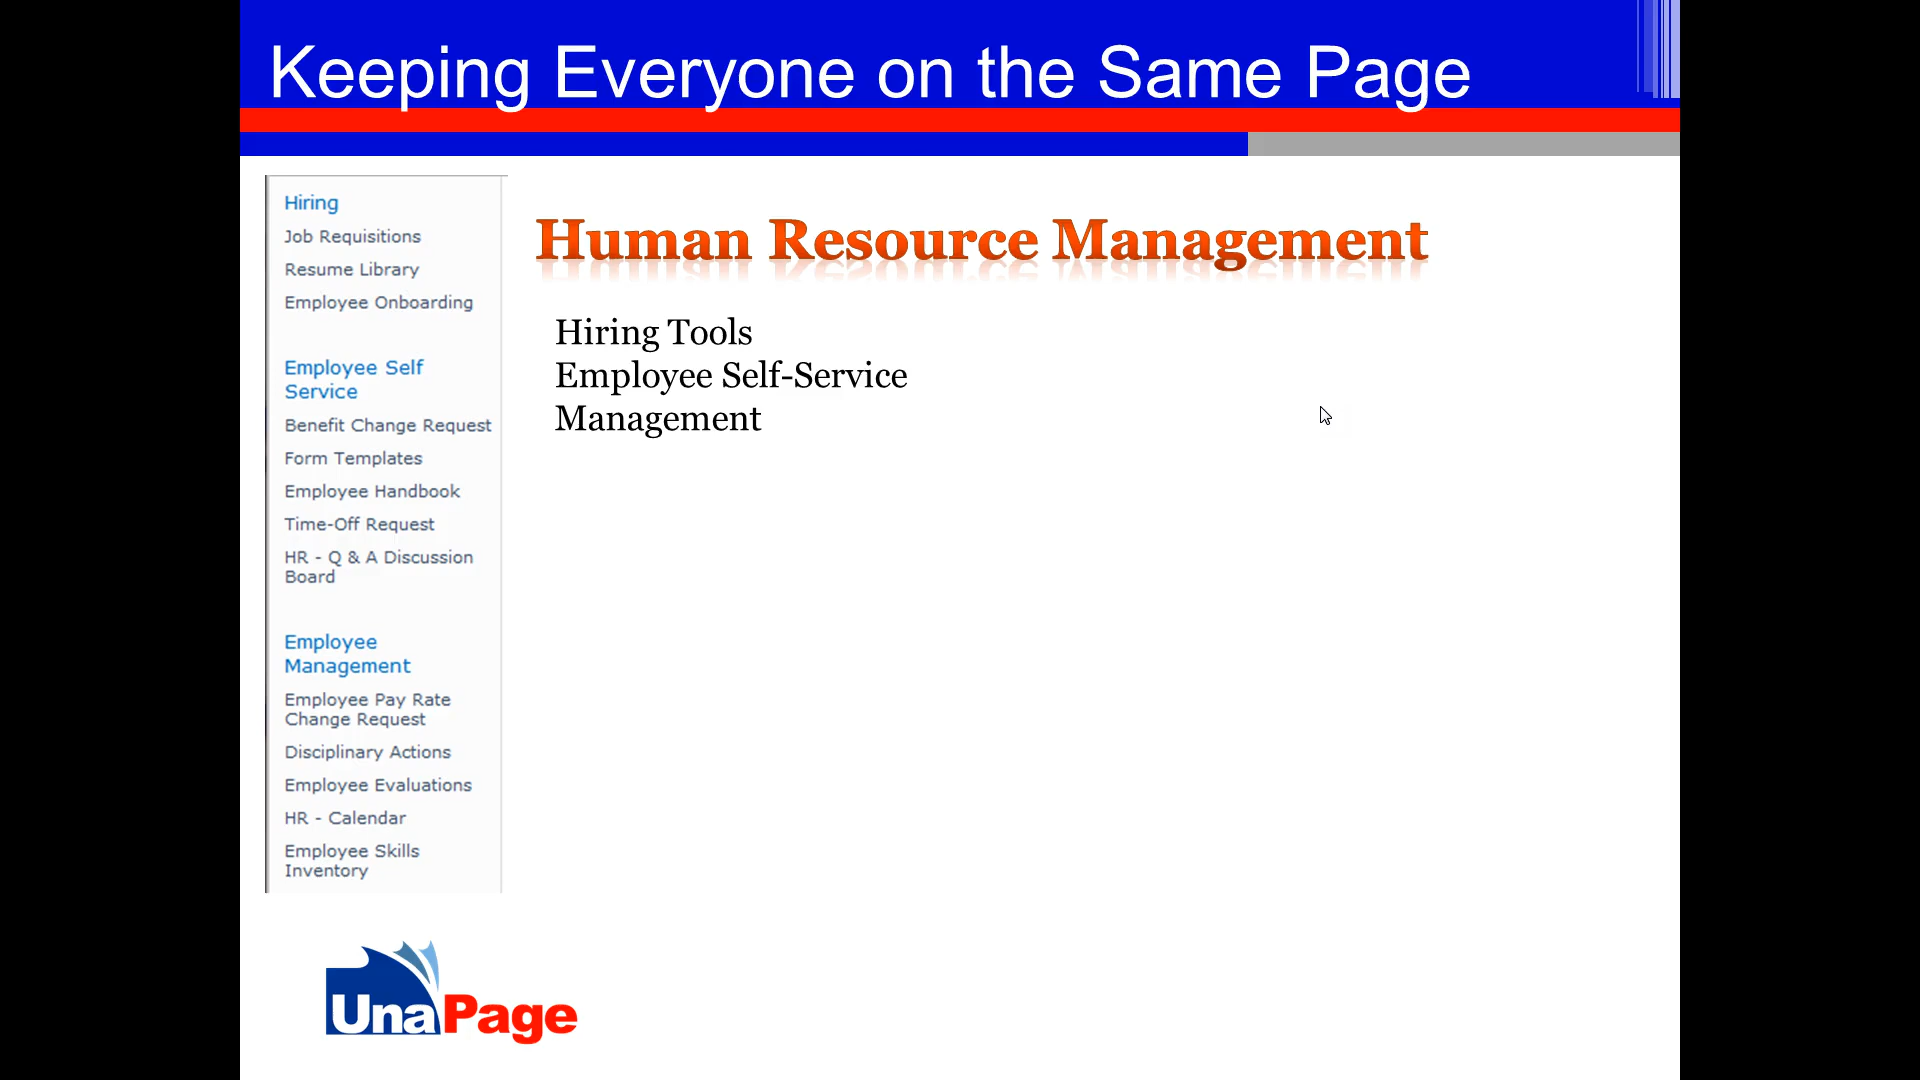 Keeping Everyone on the Same Page
Hiring
Job Requisitions
Resume Library
Employee Onboarding
Employee Self
Service
Benefit Change Request
Form Templates
Employee Handbook
Time-Off Request
HR - Q & A Discussion
Board
Employee
Management
Employee Pay Rate
Change Request
Disciplinary Actions
Employee Evaluations
HR - Calendar
Employee Skills
Inventory
Human Resource Management
Hiring Tools
Employee Self-Service
Management
UnaPage